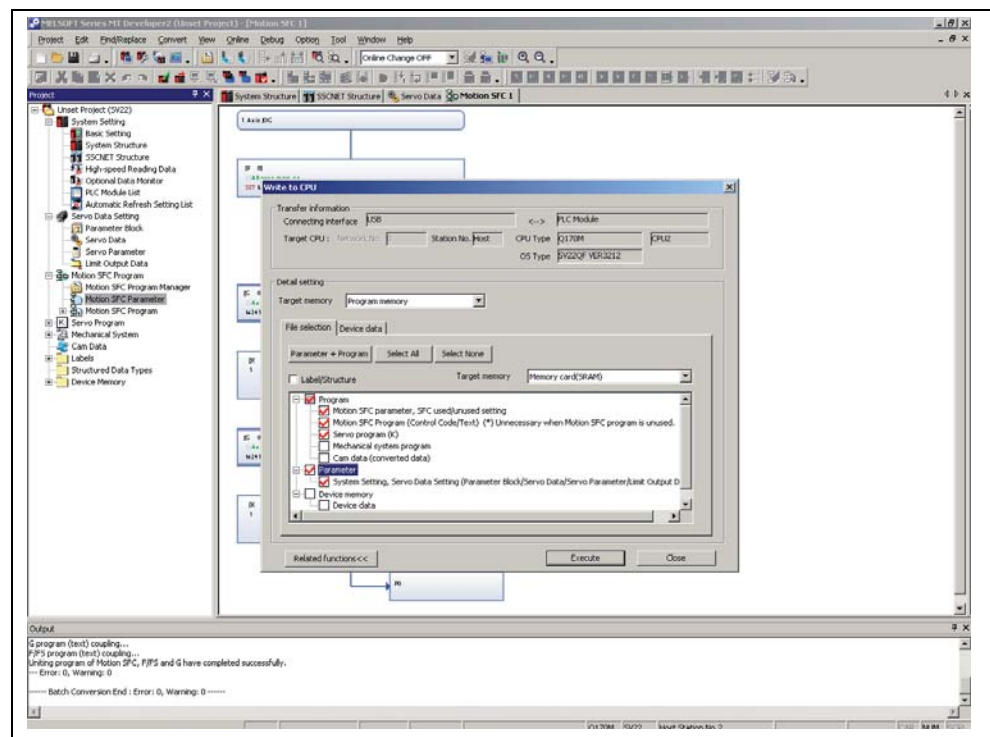 MELSOFT Series MT Developer2 (Unset Project) - [Motion SFC 1]
Project Edit Find/Replace Convert View Online Debug Option Tool Window Help
Online Change OFF
Project
System Structure SSCNET Structure Servo Data Motion SFC 1
Unset Project (SV22)
System Setting
Basic Setting
System Structure
SSCNET Structure
High-speed Reading Data
Optional Data Monitor
PLC Module List
Automatic Refresh Setting List
Servo Data Setting
Parameter Block
Servo Data
Servo Parameter
Limit Output Data
Motion SFC Program
Motion SFC Program Manager
Motion SFC Parameter
Motion SFC Program
Servo Program
Mechanical System
Cam Data
Labels
Structured Data Types
Device Memory
Write to CPU
Transfer information
Connecting interface USB <--> PLC Module
Target CPU : Network No. Station No. Host CPU Type Q170M CPU2
OS Type SV22QF VER321?
Detail setting
Target memory Program memory
File selection Device data
Parameter + Program Select All Select None
Label/Structure Target memory Memory card(SRAM)
Program
Motion SFC parameter, SFC used/unused setting
Motion SFC Program (Control Code/Text) (*) Unnecessary when Motion SFC program is unused.
Servo program (K)
Mechanical system program
Cam data (converted data)
Parameter
System Setting, Servo Data Setting (Parameter Block/Servo Data/Servo Parameter/Limit Output D
Device memory
Device data
Related functions<< Execute Close
Output
G program (text) coupling...
F/FS program (text) coupling...
Uniting program of Motion SFC, F/FS and G have completed successfully.
--- Error: 0, Warning: 0
------ Batch Conversion End : Error: 0, Warning: 0 ------
Q170M SV22 Host Station No.2 CAP NUM